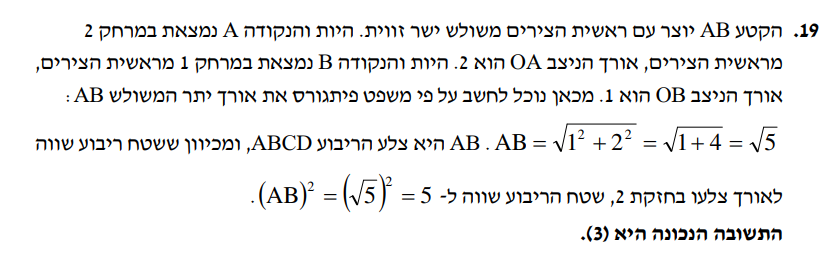 19. הקטע AB יוצר עם ראשית הצירים משולש ישר זווית. היות והנקודה A נמצאת במרחק 2
מראשית הצירים, אורך הניצב OA הוא 2. היות והנקודה B נמצאת במרחק 1 מראשית הצירים,
אורך הניצב OB הוא 1. מכאן נוכל לחשב על פי משפט פיתגורס את אורך יתר המשולש AB :
AB = √(1² + 2²) = √(1 + 4) = √5 . AB היא צלע הריבוע ABCD, ומכיוון ששטח ריבוע שווה
לאורך צלעו בחזקת 2, שטח הריבוע שווה ל- (AB)² = (√5)² = 5 .
התשובה הנכונה היא (3).